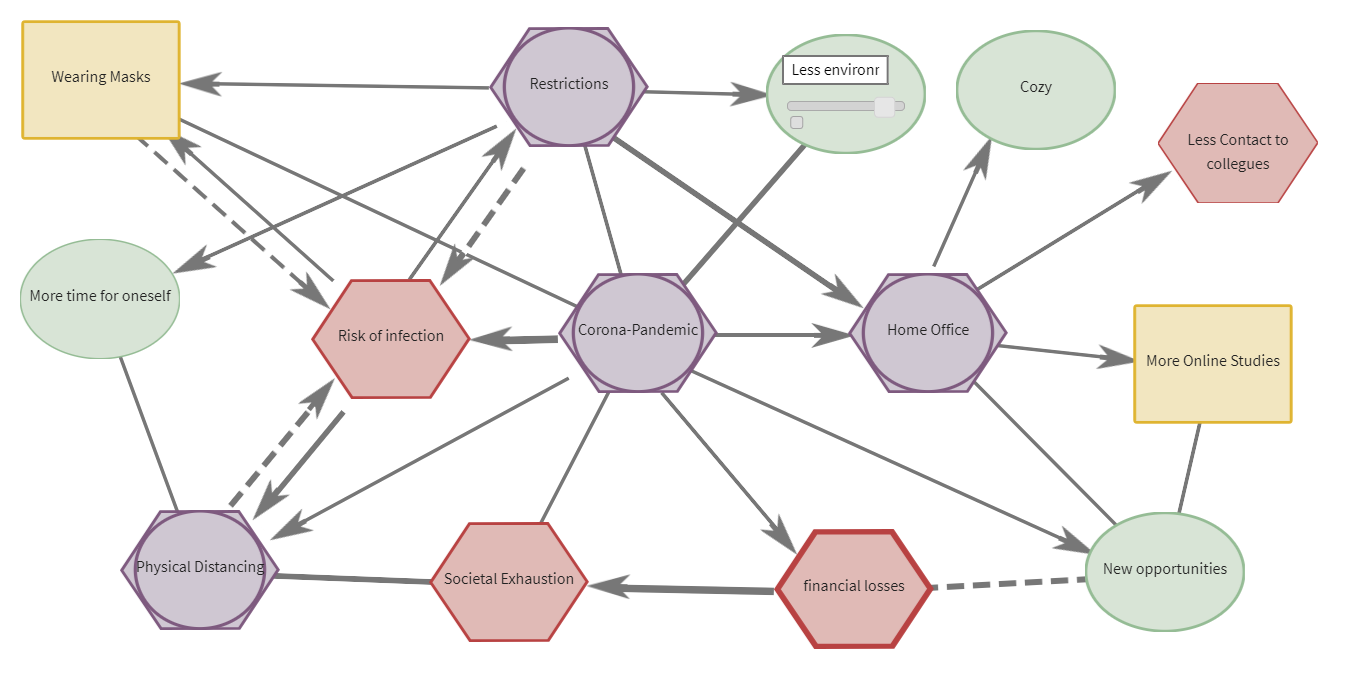 Wearing Masks
Restrictions
Less environr
Cozy
Less Contact to
collegues
More time for oneself
Risk of infection
Corona-Pandemic
Home Office
More Online Studies
Physical Distancing
Societal Exhaustion
financial losses
New opportunities